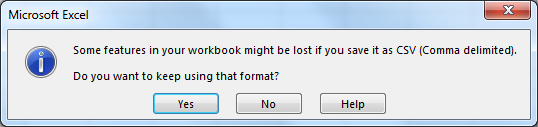 Microsoft Excel
Some features in your workbook might be lost if you save it as CSV (Comma delimited).
Do you want to keep using that format?
Yes No Help